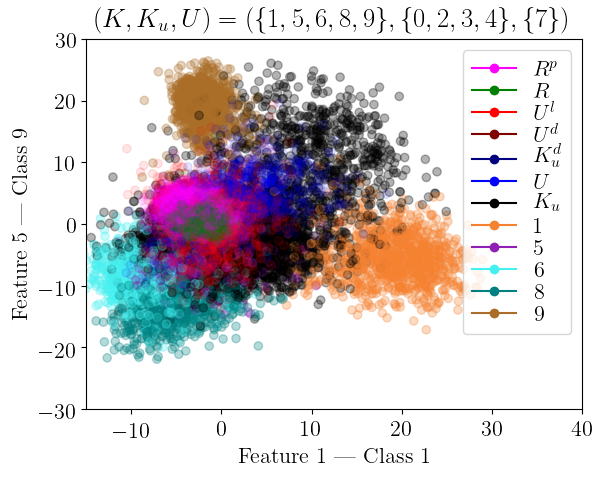 (K, K_u, U) = ({1, 5, 6, 8, 9}, {0, 2, 3, 4}, {7})
30
20
10
0
−10
−20
−30
Feature 5 — Class 9
R^p
R
U^l
U^d
K_u^d
U
K_u
1
5
6
8
9
−10
0
10
20
30
40
Feature 1 — Class 1